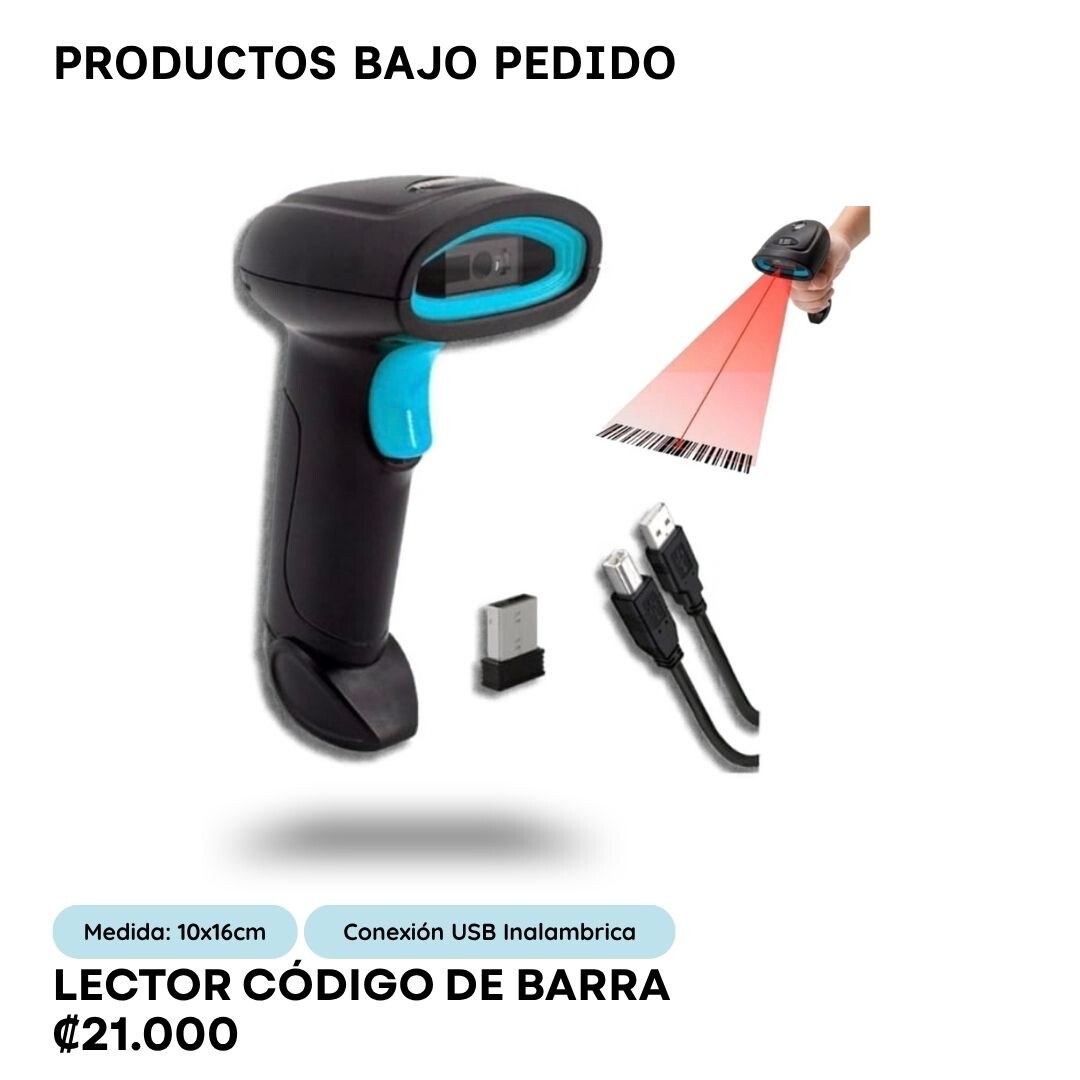 PRODUCTOS BAJO PEDIDO
Medida: 10x16cm
Conexión USB Inalambrica
LECTOR CÓDIGO DE BARRA
₡21.000